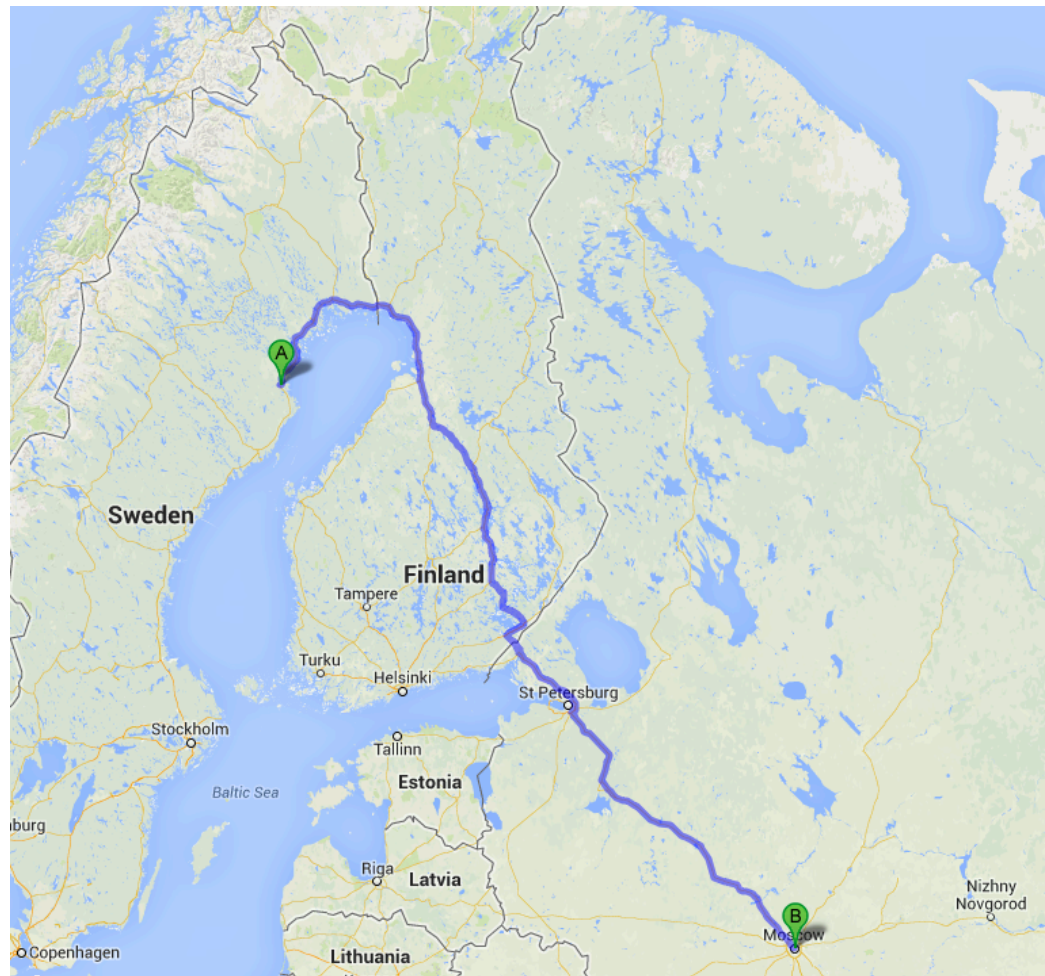 A
Sweden
Finland
Tampere
Turku
Helsinki
St Petersburg
Stockholm
Tallinn
Baltic Sea
Estonia
burg
Riga
Latvia
Nizhny
Novgorod
B
Moscow
Copenhagen
Lithuania